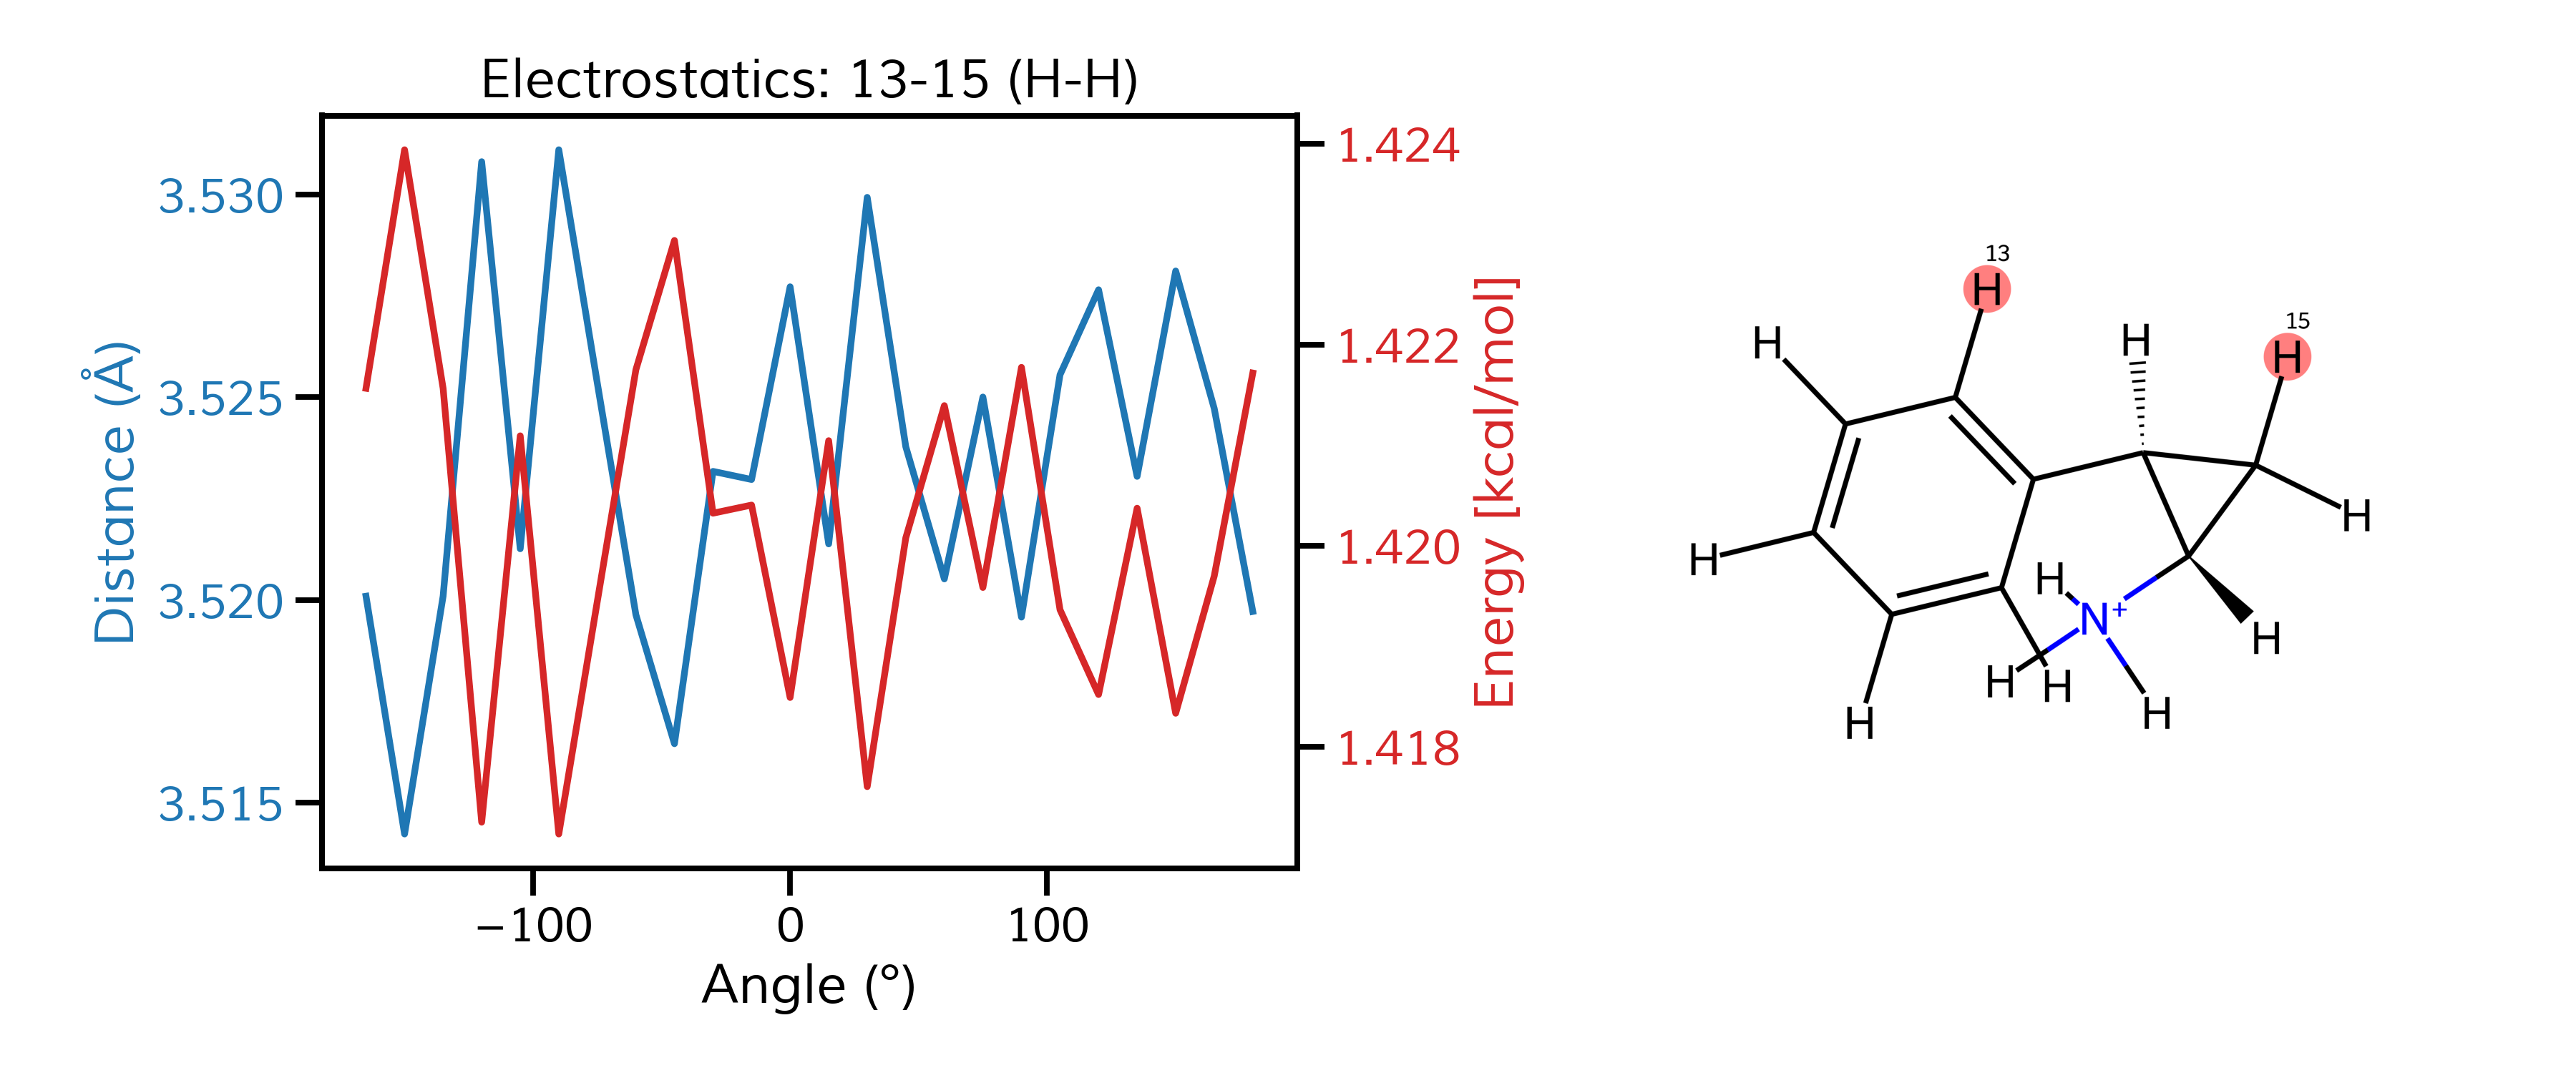 Electrostatics: 13-15 (H-H)
Distance (Å)
3.530
3.525
3.520
3.515
1.424
1.422
1.420
1.418
Energy [kcal/mol]
−100
0
100
Angle (°)
13
H
15
H
H
H
H
H
H
H
N+
H
H
H
H
H